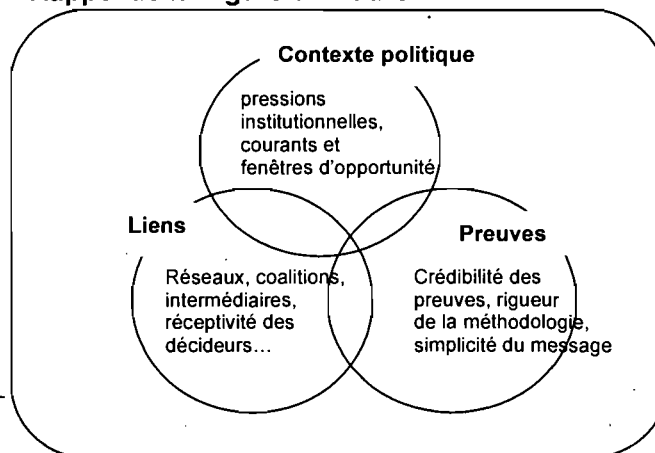 Contexte politique
pressions
institutionnelles,
courants et
fenêtres d'opportunité
Liens
Réseaux, coalitions,
intermédiaires,
réceptivité des
décideurs...
Preuves
Crédibilité des
preuves, rigueur
de la méthodologie,
simplicité du message